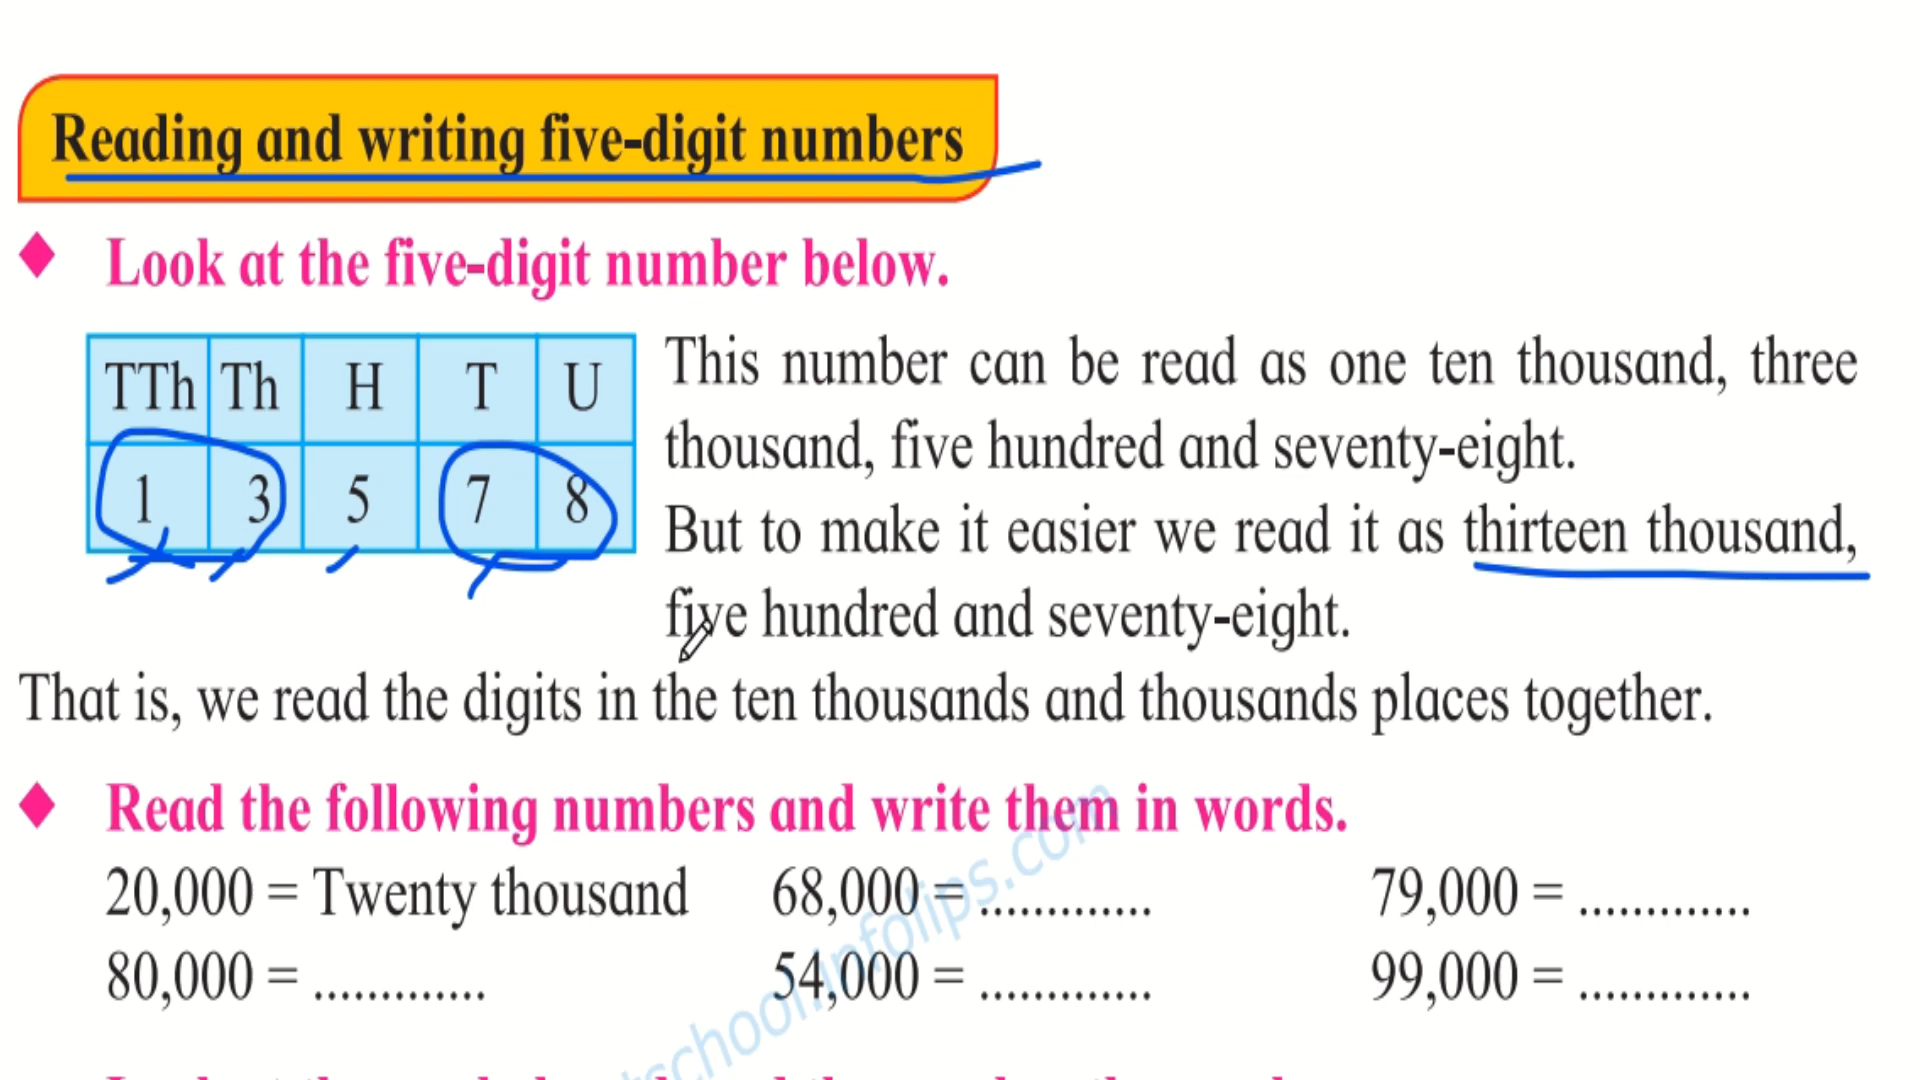 Reading and writing five-digit numbers
Look at the five-digit number below.
TTh Th H T U
1 3 5 7 8
This number can be read as one ten thousand, three
thousand, five hundred and seventy-eight.
But to make it easier we read it as thirteen thousand,
five hundred and seventy-eight.
That is, we read the digits in the ten thousands and thousands places together.
Read the following numbers and write them in words.
20,000 = Twenty thousand 68,000 = ............. 79,000 = .............
80,000 = ............. 54,000 = ............. 99,000 = .............